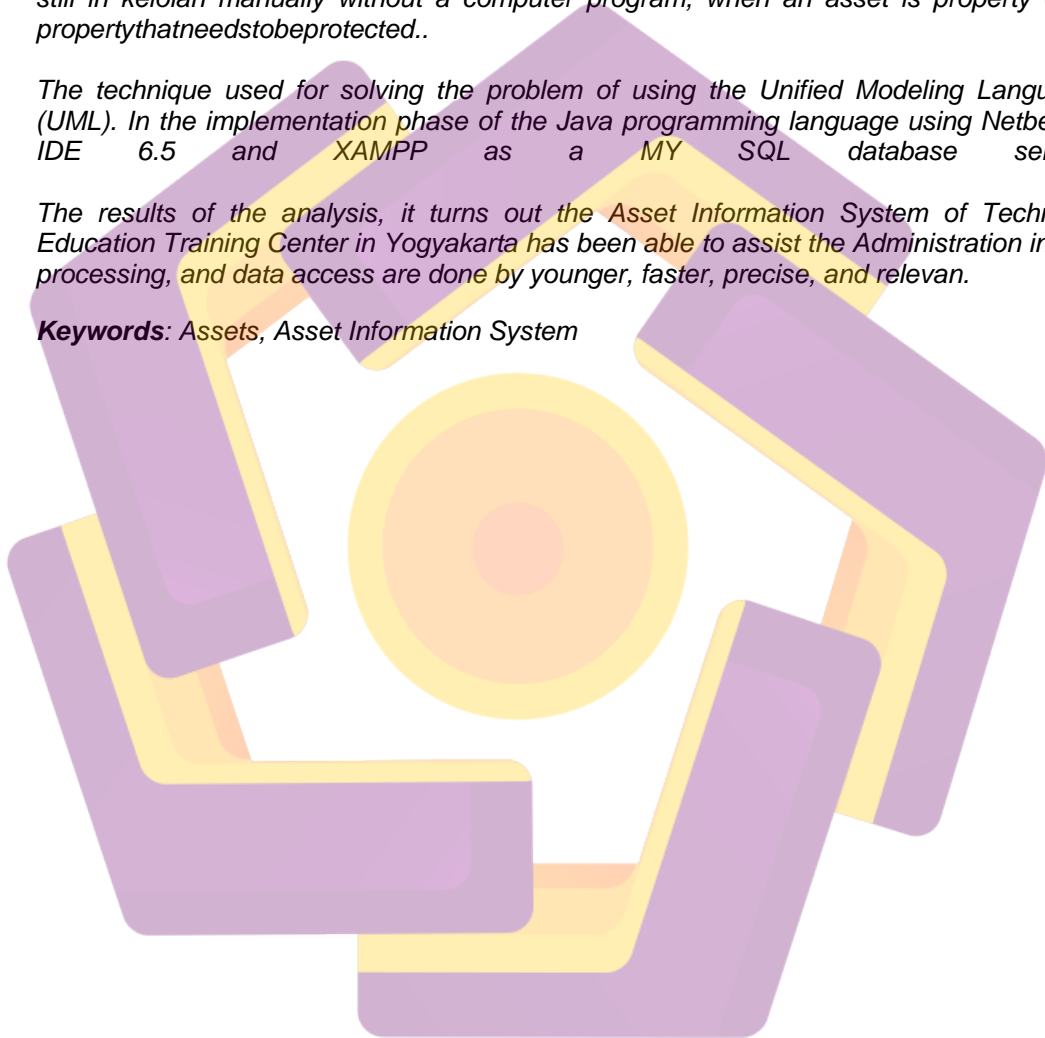 still in kelolan manually without a computer program, when an asset is property
propertythatneedstobeprotected..
The technique used for solving the problem of using the Unified Modeling Langu
(UML). In the implementation phase of the Java programming language using Netbe
IDE 6.5 and XAMPP as a MY SQL database se
The results of the analysis, it turns out the Asset Information System of Techn
Education Training Center in Yogyakarta has been able to assist the Administration in
processing, and data access are done by younger, faster, precise, and relevan.
Keywords: Assets, Asset Information System